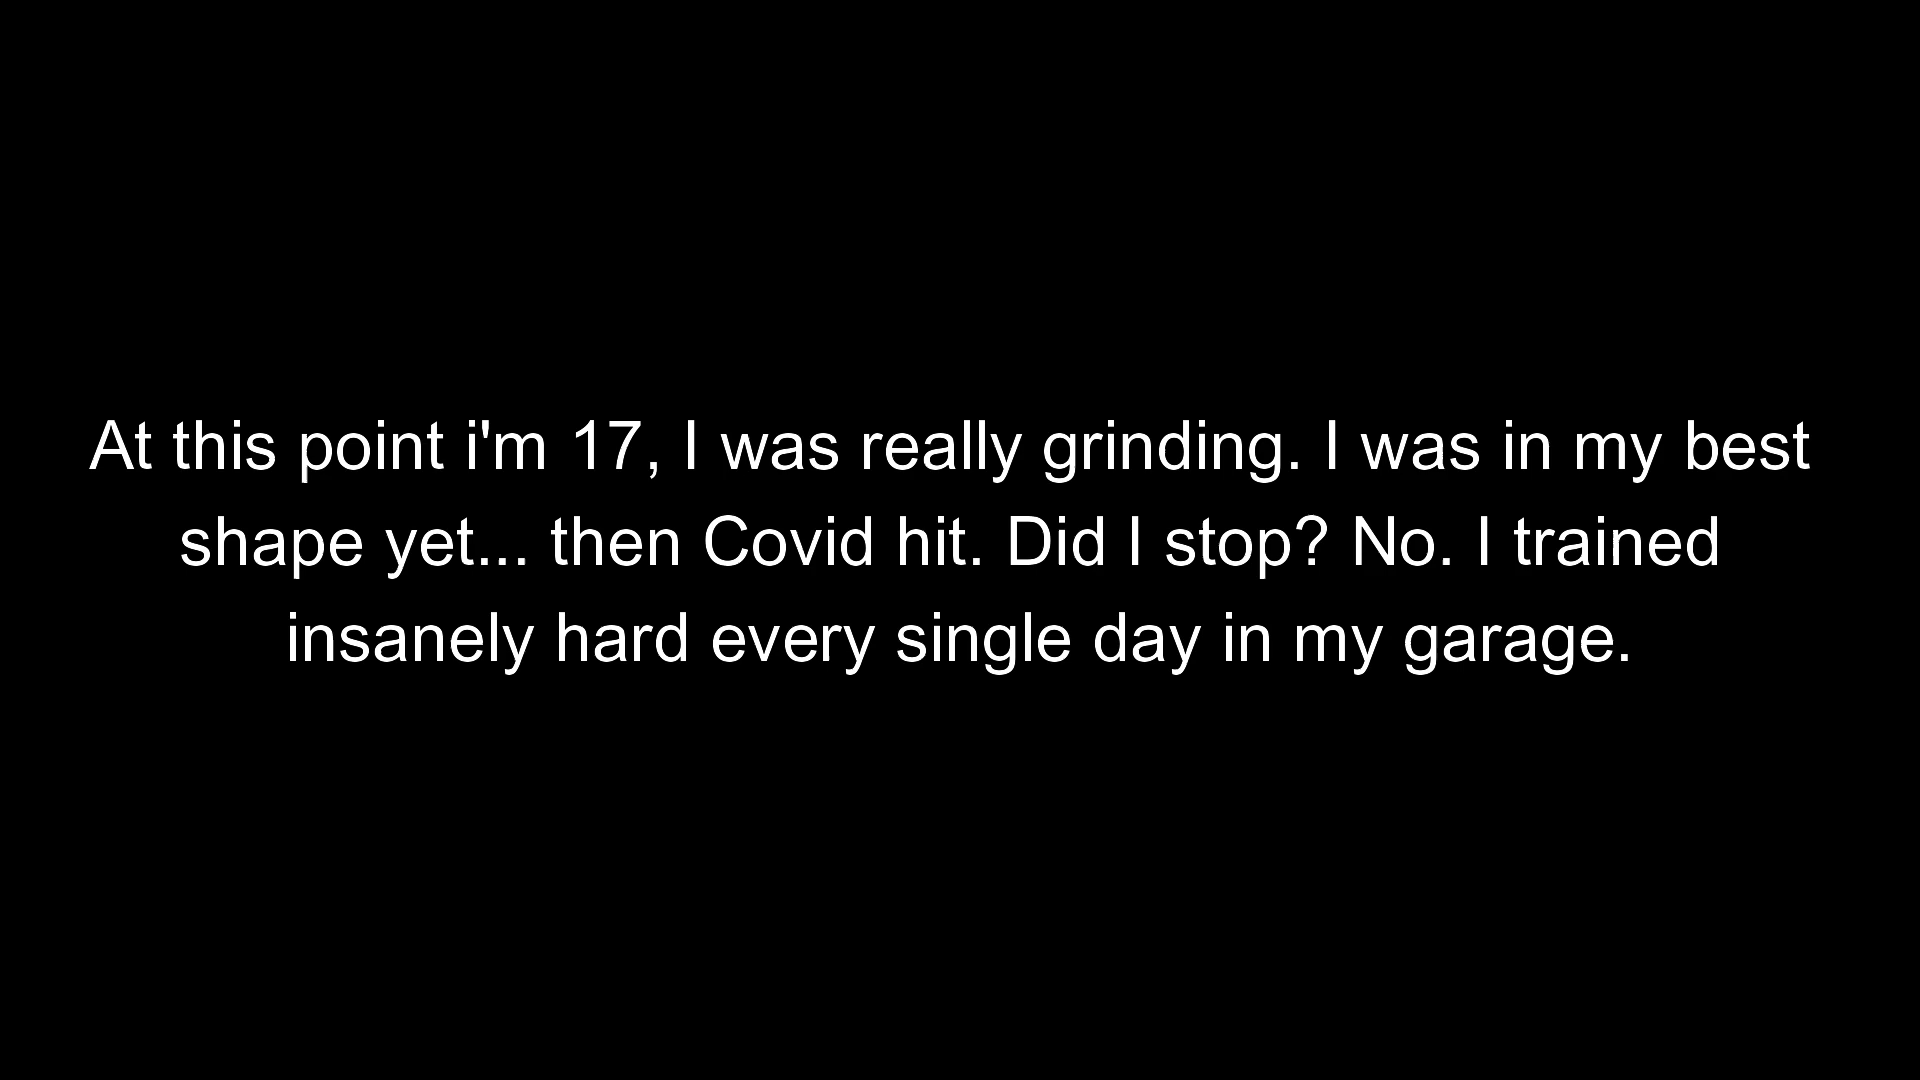 At this point i'm 17, I was really grinding. I was in my best
shape yet... then Covid hit. Did I stop? No. I trained
insanely hard every single day in my garage.